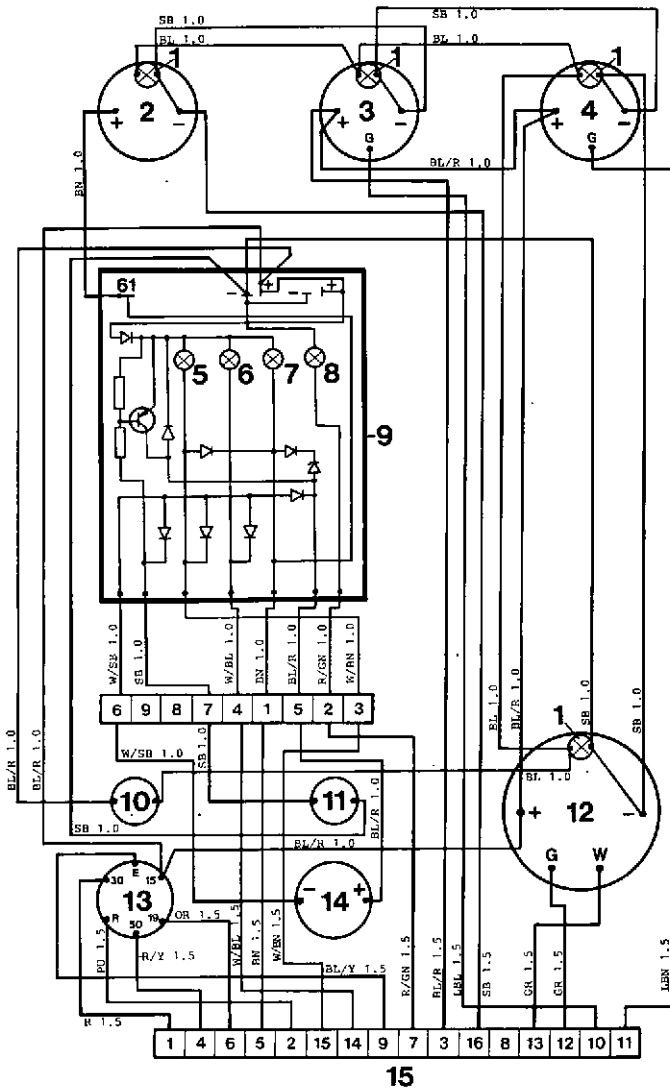 SB 1.0
BL 1.0
SB 1.0
BL 1.0
1
1
1
2
3
4
+
-
+
-
+
-
G
G
BN 1.0
BL/R 1.0
61
-
+
-
+
5
6
7
8
9
W/SB 1.0
SB 1.0
W/BL 1.0
BN 1.0
BL/R 1.0
R/GN 1.0
W/BN 1.0
BL 1.0
BL/R 1.0
SB 1.0
SB 1.0
6 9 8 7 4 1 5 2 3
BL/R 1.0
BL/R 1.0
W/SB 1.0
SB 1.0
BL/R 1.0
1
BL 1.0
10
11
12
+
-
G
W
SB 1.0
BL/R 1.0
E
30
15
13
R
50
19
-
14
+
OR 1.5
PU 1.5
R/Y 1.5
W/BL 1.5
BN 1.5
W/BN 1.5
BL/Y 1.5
R/GN 1.5
BL/R 1.5
LBL 1.5
SB 1.5
GR 1.5
GR 1.5
LBN 1.5
R 1.5
1 4 6 5 2 15 14 9 7 3 16 8 13 12 10 11
15